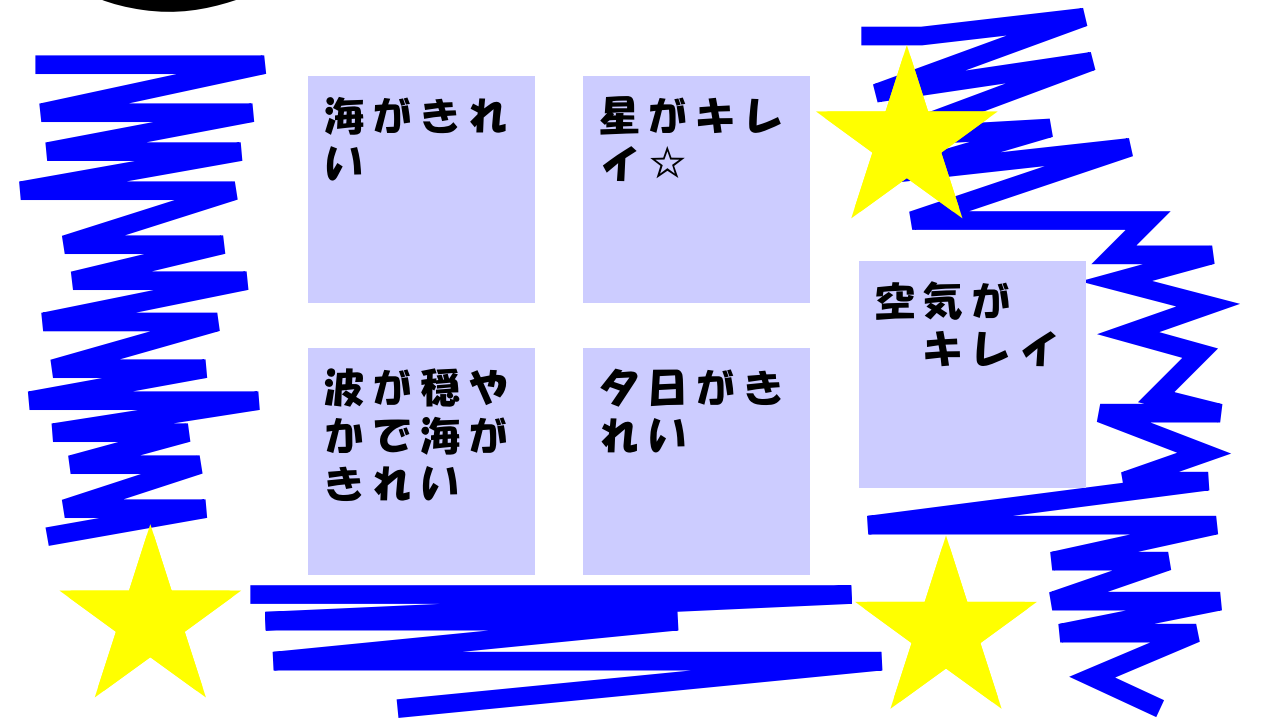 海がきれ
い
星がキレ
イ☆
空気が
　キレイ
波が穏や
かで海が
きれい
夕日がき
れい